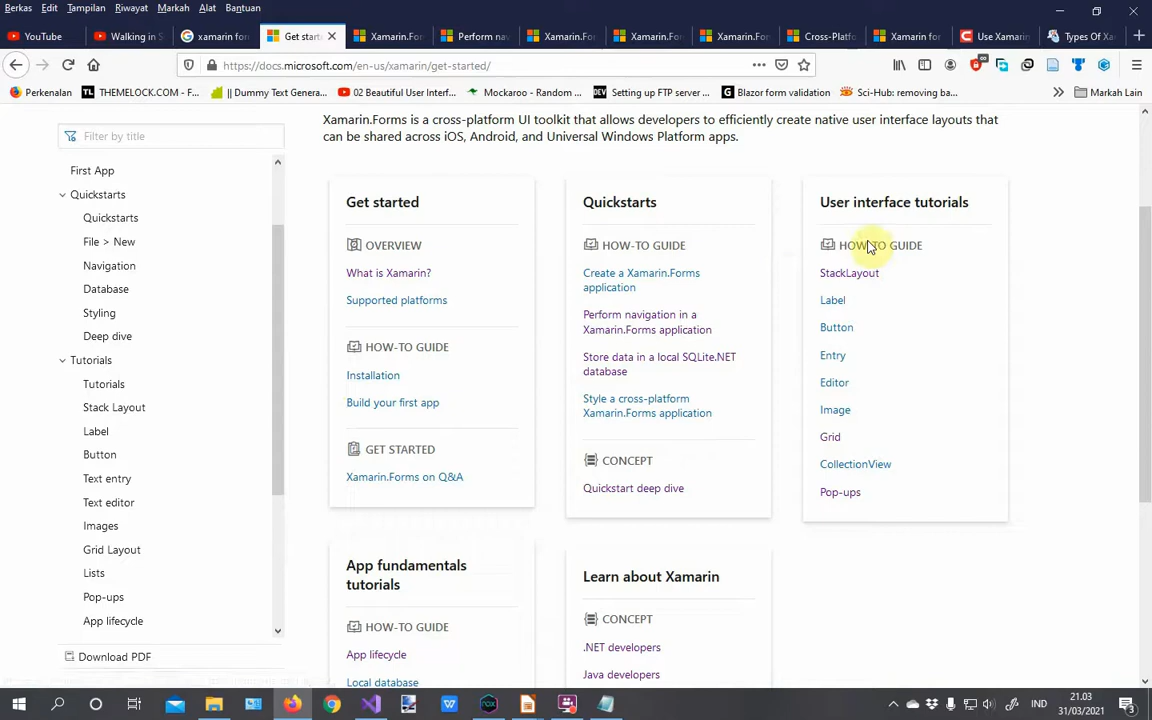 Berkas Edit Tampilan Riwayat Markah Alat Bantuan
YouTube
Walking in S
xamarin for
Get start
Xamarin.For
Perform nav
Xamarin.Fo
Xamarin.For
Xamarin.For
Cross-Platfo
Xamarin for
Use Xamarin
Types Of Xa
https://docs.microsoft.com/en-us/xamarin/get-started/
Perkenalan
THEMELOCK.COM - F...
|| Dummy Text Genera...
02 Beautiful User Interf...
Mockaroo - Random ...
Setting up FTP server ...
Blazor form validation
Sci-Hub: removing ba...
Markah Lain
Filter by title
First App
Quickstarts
Quickstarts
File > New
Navigation
Database
Styling
Deep dive
Tutorials
Tutorials
Stack Layout
Label
Button
Text entry
Text editor
Images
Grid Layout
Lists
Pop-ups
App lifecycle
Download PDF
Xamarin.Forms is a cross-platform UI toolkit that allows developers to efficiently create native user interface layouts that
can be shared across iOS, Android, and Universal Windows Platform apps.
Get started
OVERVIEW
What is Xamarin?
Supported platforms
HOW-TO GUIDE
Installation
Build your first app
GET STARTED
Xamarin.Forms on Q&A
Quickstarts
HOW-TO GUIDE
Create a Xamarin.Forms
application
Perform navigation in a
Xamarin.Forms application
Store data in a local SQLite.NET
database
Style a cross-platform
Xamarin.Forms application
CONCEPT
Quickstart deep dive
User interface tutorials
HOW-TO GUIDE
StackLayout
Label
Button
Entry
Editor
Image
Grid
CollectionView
Pop-ups
App fundamentals
tutorials
HOW-TO GUIDE
App lifecycle
Local database
Learn about Xamarin
CONCEPT
.NET developers
Java developers
IND
21.03
31/03/2021